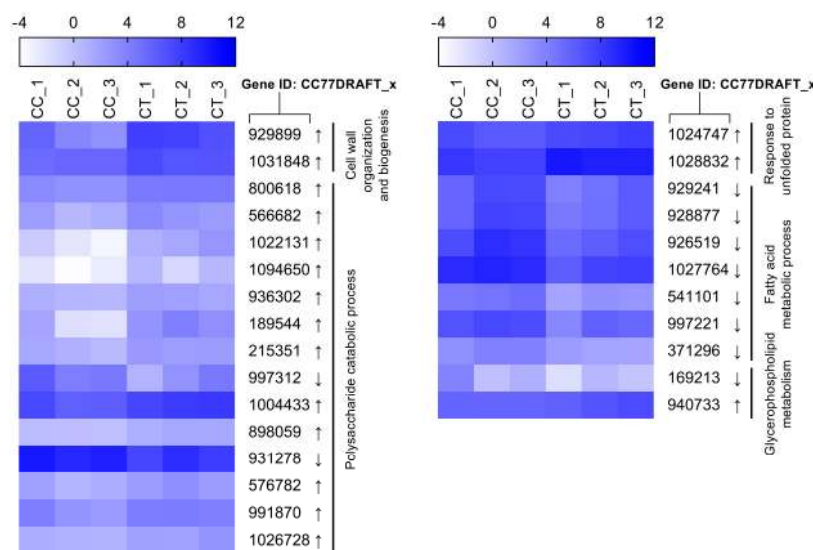 -4 0 4 8 12
CC_1 CC_2 CC_3 CT_1 CT_2 CT_3
Gene ID: CC77DRAFT_x
929899 ↑
1031848 ↑
Cell wall
organization
and biogenesis
800618 ↑
566682 ↑
1022131 ↑
1094650 ↑
936302 ↑
189544 ↑
215351 ↑
997312 ↓
1004433 ↑
898059 ↑
931278 ↓
576782 ↑
991870 ↑
1026728 ↑
Polysaccharide catabolic process
-4 0 4 8 12
CC_1 CC_2 CC_3 CT_1 CT_2 CT_3
Gene ID: CC77DRAFT_x
1024747 ↑
1028832 ↑
Response to
unfolded protein
929241 ↓
928877 ↓
926519 ↓
1027764 ↓
541101 ↓
997221 ↓
371296 ↓
Fatty acid
metabolic process
169213 ↓
940733 ↑
Glycerophospholipid
metabolism